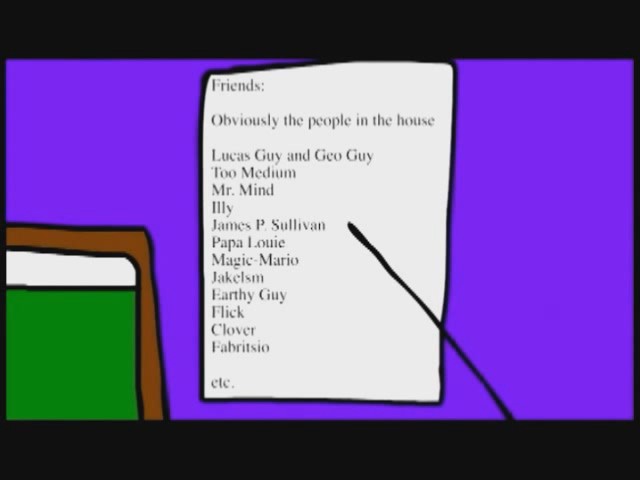 Friends:
Obviously the people in the house
Lucas Guy and Geo Guy
Too Medium
Mr. Mind
Illy
James P. Sullivan
Papa Louie
Magic-Mario
Jakelsm
Earthy Guy
Flick
Clover
Fabritsio
etc.